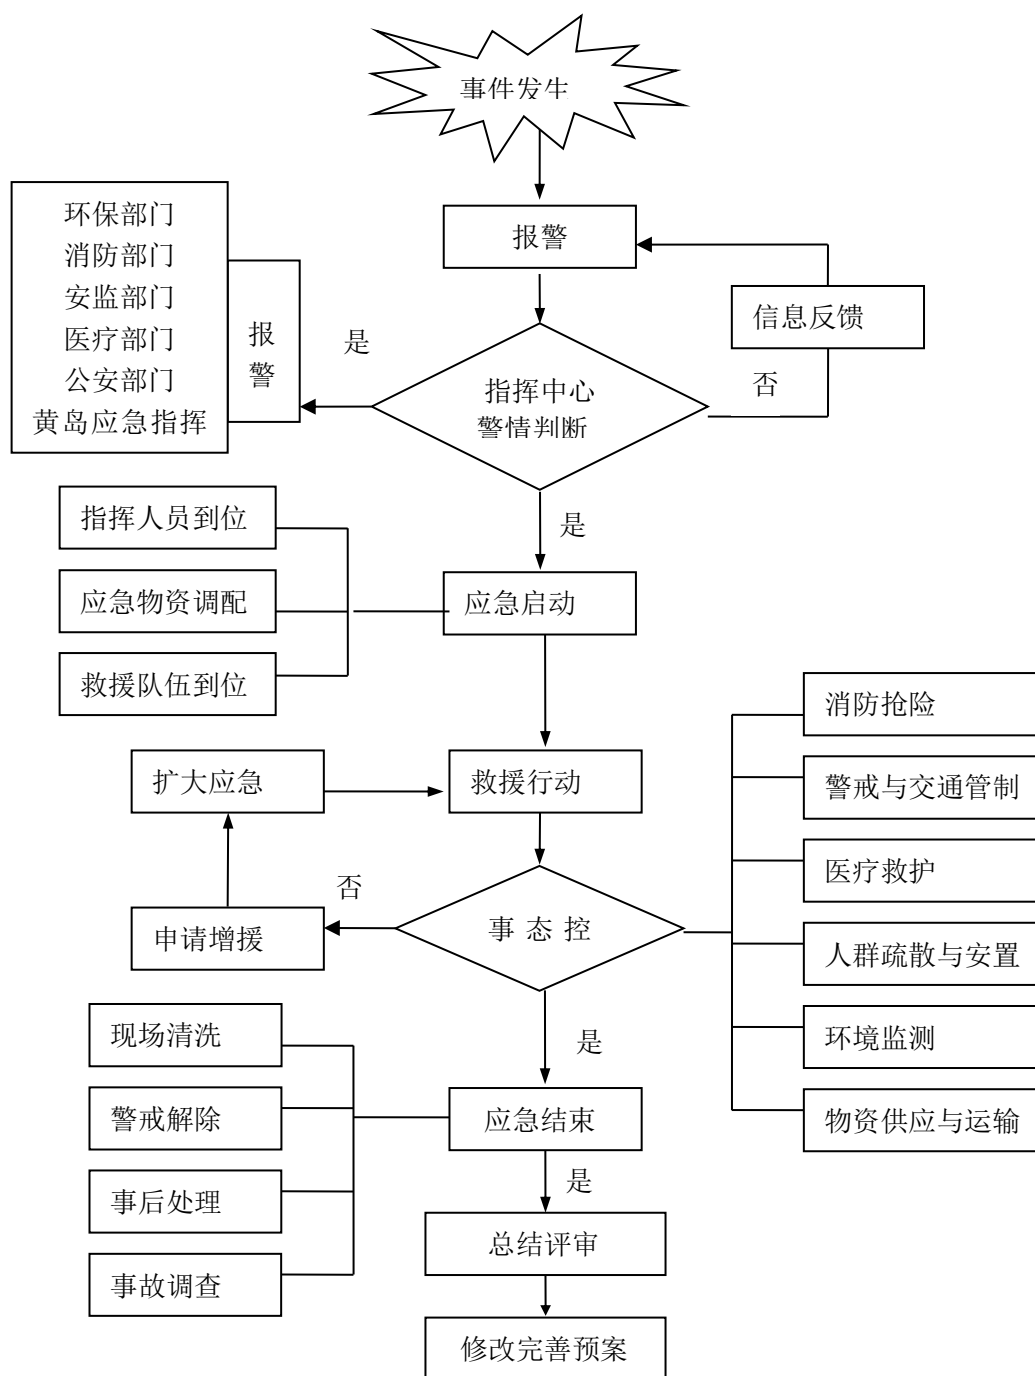 事件发生
报警
环保部门
消防部门
安监部门
医疗部门
公安部门
黄岛应急指挥
报
警
是
指挥中心
警情判断
否
信息反馈
是
指挥人员到位
应急物资调配
救援队伍到位
应急启动
扩大应急
救援行动
否
申请增援
事 态 控
消防抢险
警戒与交通管制
医疗救护
人群疏散与安置
环境监测
物资供应与运输
是
现场清洗
警戒解除
事后处理
事故调查
应急结束
是
总结评审
修改完善预案